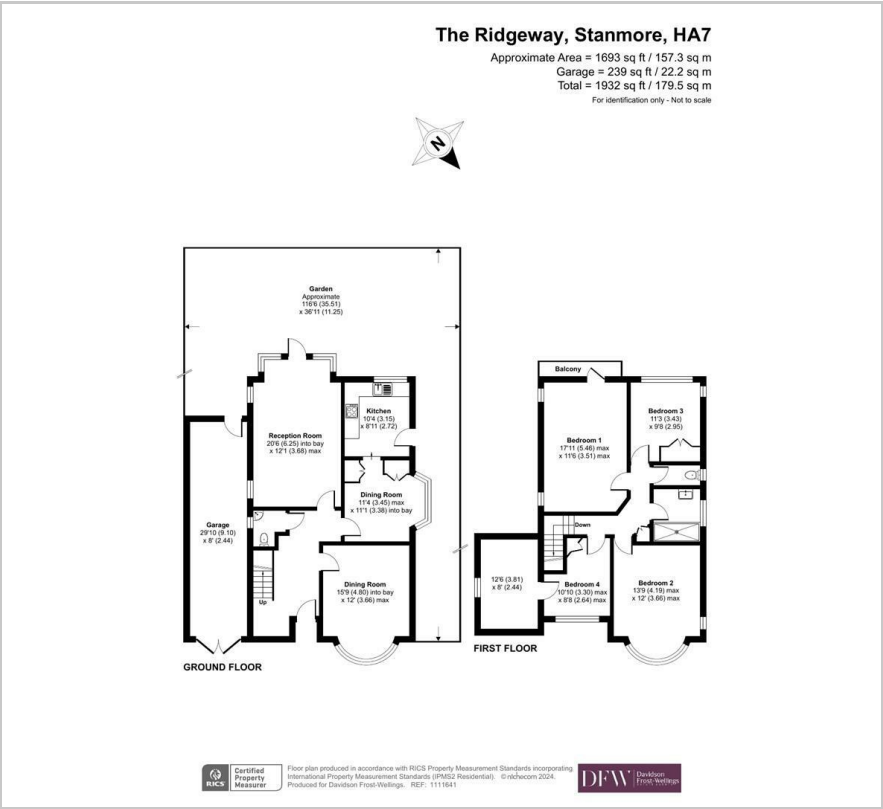 The Ridgeway, Stanmore, HA7
Approximate Area = 1693 sq ft / 157.3 sq m
Garage = 239 sq ft / 22.2 sq m
Total = 1932 sq ft / 179.5 sq m
For identification only - Not to scale
N
Garden
Approximate
116'6 (35.51)
x 36'11 (11.25)
Kitchen
10'4 (3.15)
x 8'11 (2.72)
Reception Room
20'6 (6.25) into bay
x 12'1 (3.68) max
Dining Room
11'4 (3.45) max
x 11'1 (3.38) into bay
Garage
29'10 (9.10)
x 8' (2.44)
Up
Dining Room
15'9 (4.80) into bay
x 12' (3.66) max
GROUND FLOOR
Balcony
Bedroom 3
11'3 (3.43)
x 9'8 (2.95)
Bedroom 1
17'11 (5.46) max
x 11'6 (3.51) max
Down
12'6 (3.81)
x 8' (2.44)
Bedroom 4
10'10 (3.30) max
x 8'8 (2.64) max
Bedroom 2
13'9 (4.19) max
x 12' (3.66) max
FIRST FLOOR
RICS
Certified
Property
Measurer
Floor plan produced in accordance with RICS Property Measurement Standards incorporating
International Property Measurement Standards (IPMS2 Residential). © nichecom 2024.
Produced for Davidson Frost-Wellings. REF: 1111641
DFW
Davidson
Frost-Wellings